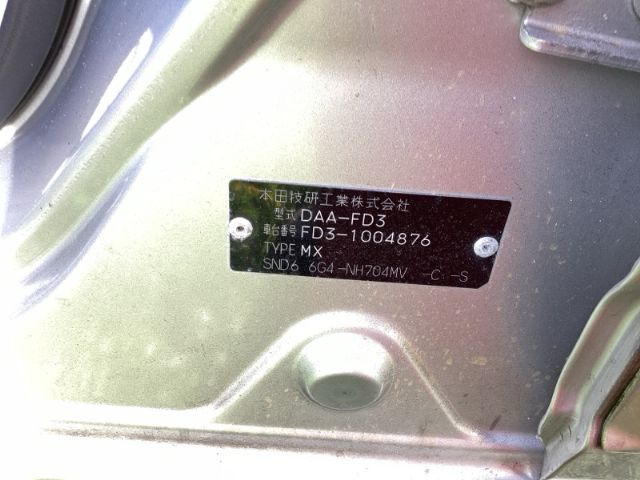 本田技研工業株式会社
型式 DAA-FD3
車台番号 FD3-1004876
TYPE MX
SND6 6G4-NH704MV -C -S